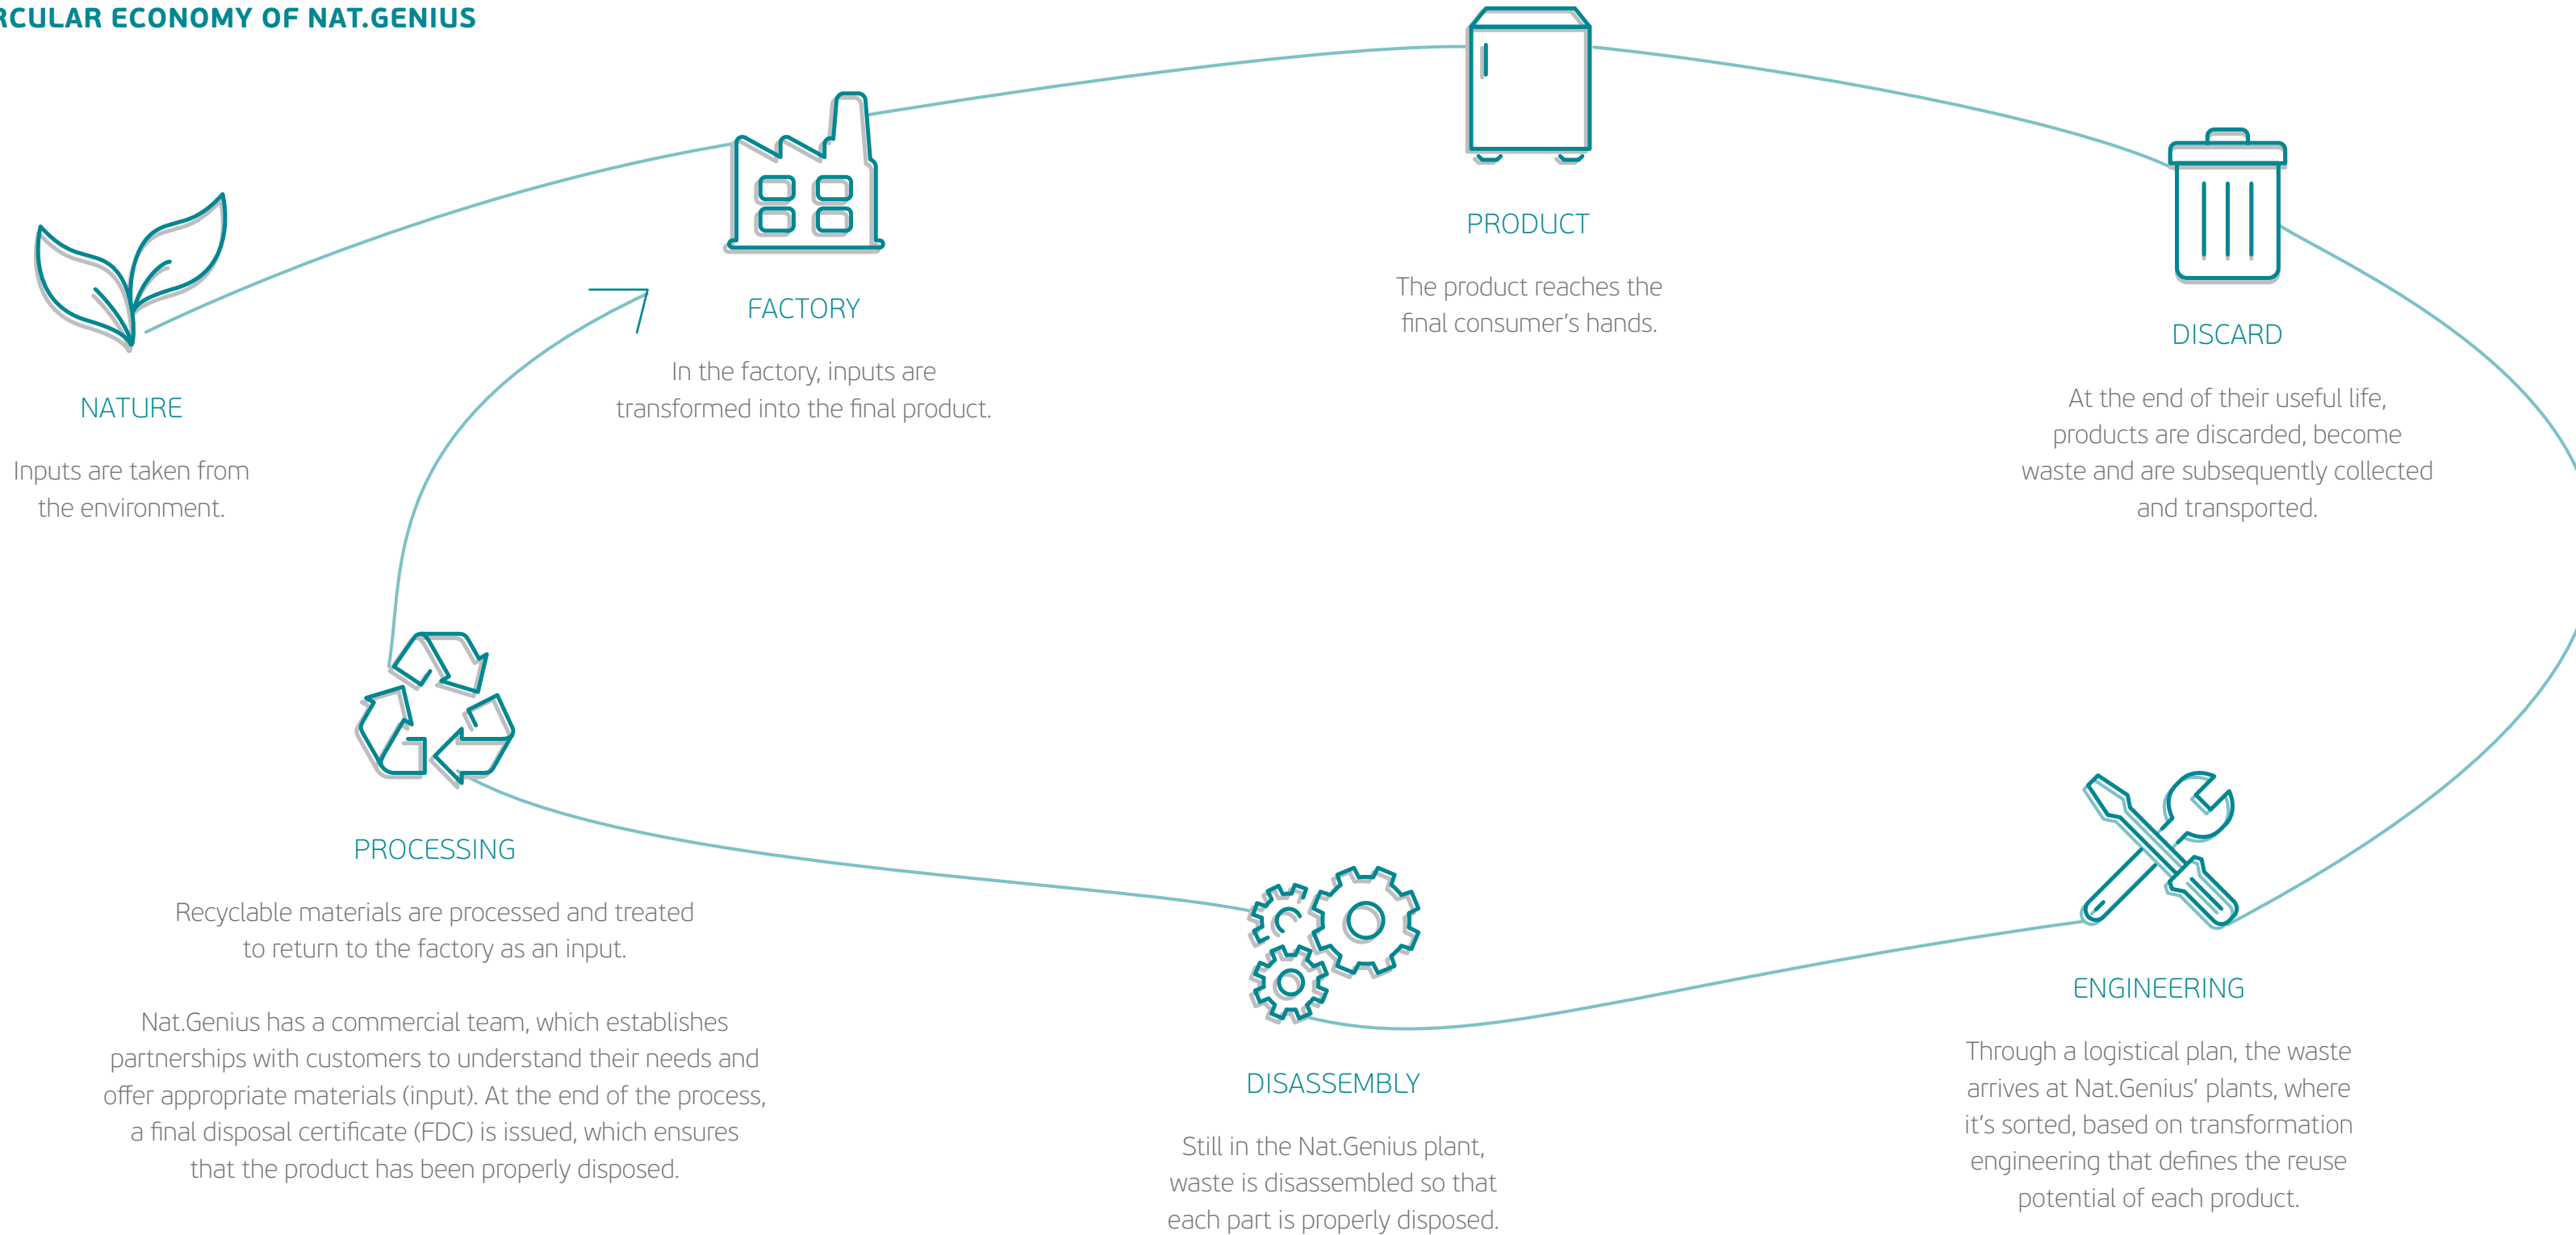 RCULAR ECONOMY OF NAT.GENIUS
NATURE
Inputs are taken from
the environment.
FACTORY
In the factory, inputs are
transformed into the final product.
PRODUCT
The product reaches the
final consumer's hands.
DISCARD
At the end of their useful life,
products are discarded, become
waste and are subsequently collected
and transported.
ENGINEERING
Through a logistical plan, the waste
arrives at Nat.Genius' plants, where
it's sorted, based on transformation
engineering that defines the reuse
potential of each product.
DISASSEMBLY
Still in the Nat.Genius plant,
waste is disassembled so that
each part is properly disposed.
PROCESSING
Recyclable materials are processed and treated
to return to the factory as an input.
Nat.Genius has a commercial team, which establishes
partnerships with customers to understand their needs and
offer appropriate materials (input). At the end of the process,
a final disposal certificate (FDC) is issued, which ensures
that the product has been properly disposed.